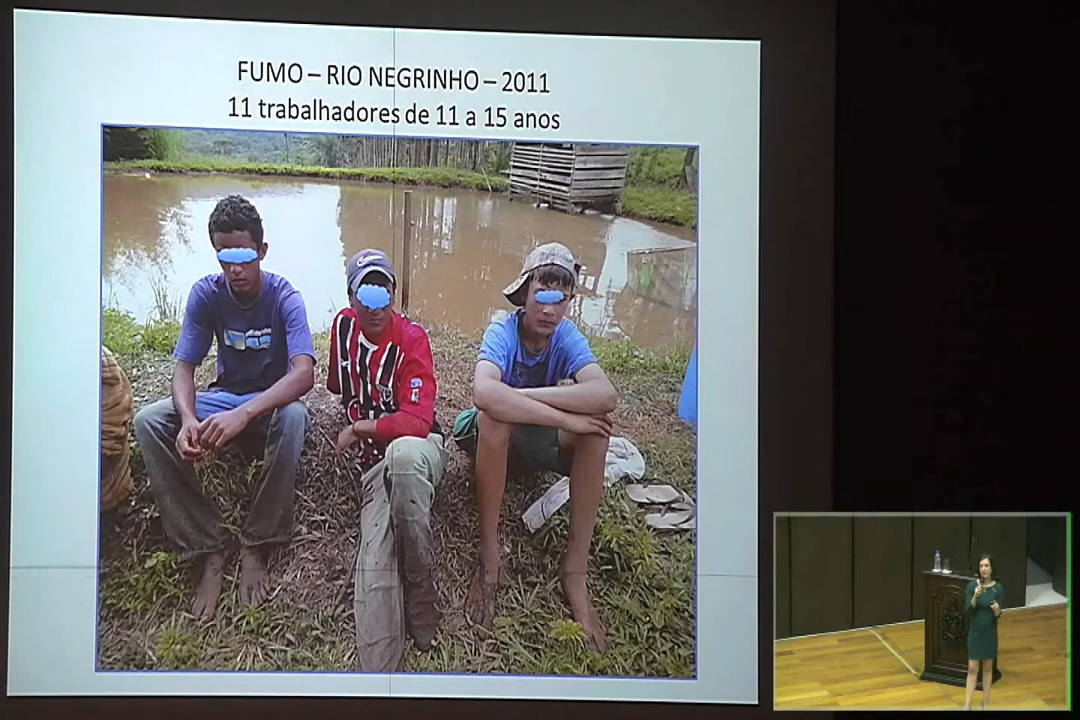 FUMO – RIO NEGRINHO – 2011
11 trabalhadores de 11 a 15 anos